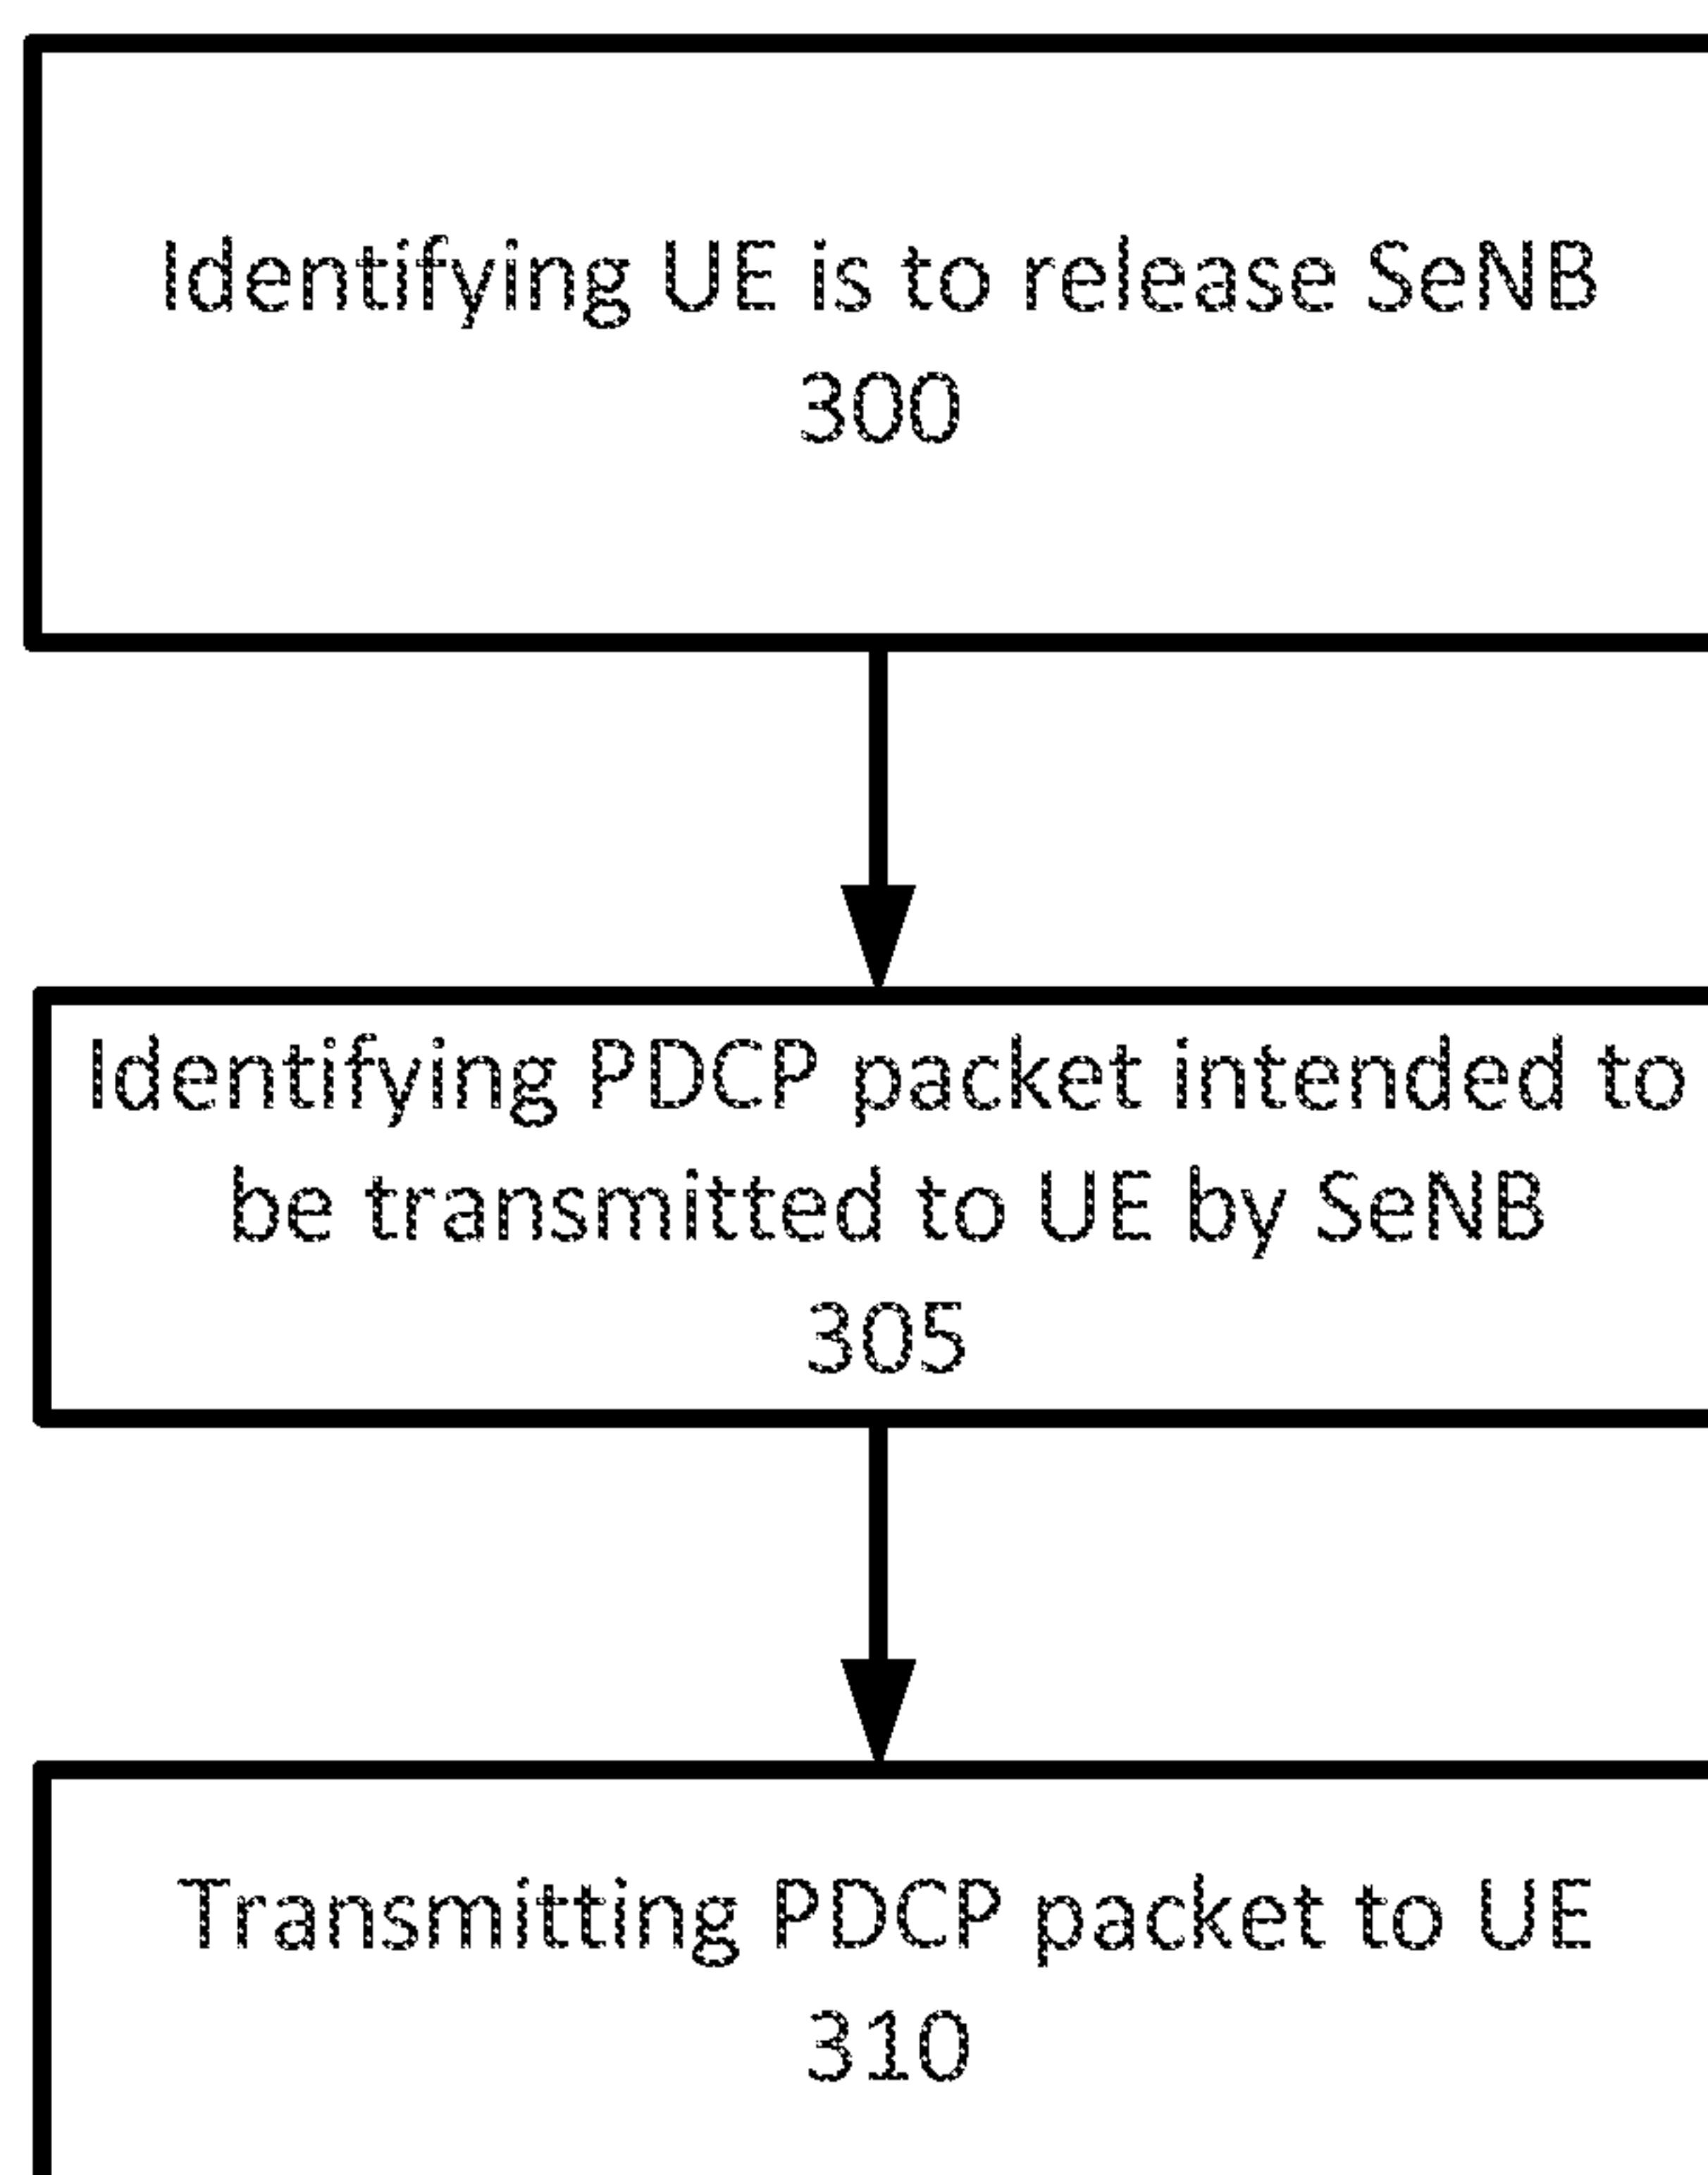 Identifying UE is to release SeNB
300
Identifying PDCP packet intended to
be transmitted to UE by SeNB
305
Transmitting PDCP packet to UE
310